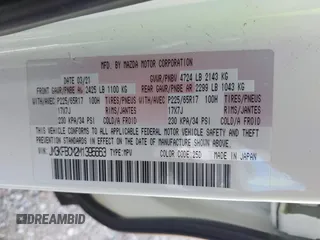 MFD. BY MAZDA MOTOR CORPORATION
DATE 03/21 GVWR/PNBV 4724 LB 2143 KG
FRONT GAWR/PNBE AV 2425 LB 1100 KG REAR GAWR/PNBE AR 2299 LB 1043 KG
WITH/AVEC P225/65R17 100H TIRES/PNEUS WITH/AVEC P225/65R17 100H TIRES/PNEUS
17X7J RIMS/JANTES 17X7J RIMS/JANTES
230 KPA/34 PSI COLD/A FROID 230 KPA/34 PSI COLD/A FROID
THIS VEHICLE CONFORMS TO ALL APPLICABLE FEDERAL MOTOR VEHICLE SAFETY, BUMPER, AND THEFT
PREVENTION STANDARDS IN EFFECT ON THE DATE OF MANUFACTURE SHOWN ABOVE.
TYPE: MPV
COLOR CODE: 25D MADE IN JAPAN
DREAMBID